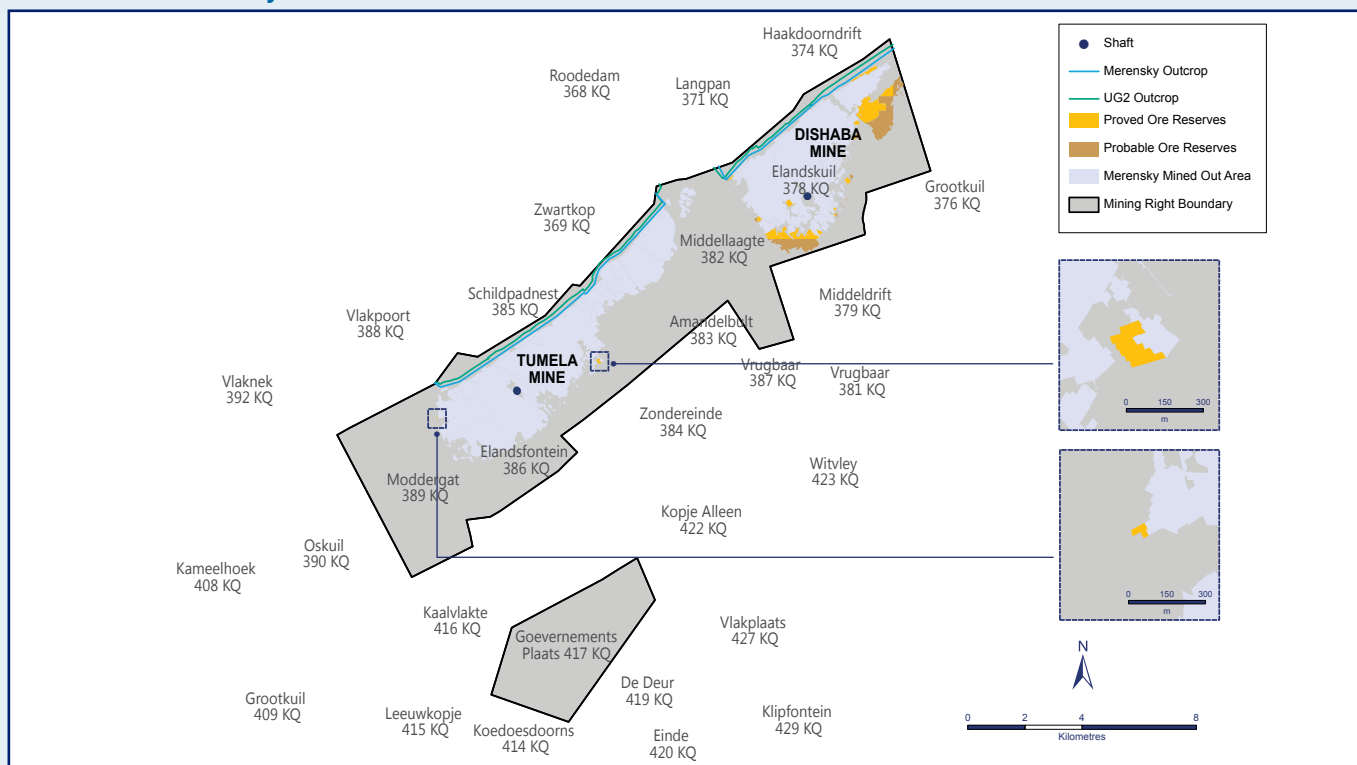 Haakdoorndrift
374 KQ
Roodedam
368 KQ
Langpan
371 KQ
DISHABA
MINE
Elandskuil
378 KQ
Grootkuil
376 KQ
Zwartkop
369 KQ
Middellaagte
382 KQ
Schildpadnest
385 KQ
Middeldrift
379 KQ
Vlakpoort
388 KQ
Amandelbult
383 KQ
TUMELA
MINE
Vrugbaar
387 KQ
Vrugbaar
381 KQ
Vlaknek
392 KQ
Zondereinde
384 KQ
Elandsfontein
386 KQ
Witvley
423 KQ
Moddergat
389 KQ
Kopje Alleen
422 KQ
Oskuil
390 KQ
Kameelhoek
408 KQ
Kaalvlakte
416 KQ
Goevernements
Plaats 417 KQ
Vlakplaats
427 KQ
De Deur
419 KQ
Grootkuil
409 KQ
Leeuwkopje
415 KQ
Koedoesdoorns
414 KQ
Klipfontein
429 KQ
Einde
420 KQ
Shaft
Merensky Outcrop
UG2 Outcrop
Proved Ore Reserves
Probable Ore Reserves
Merensky Mined Out Area
Mining Right Boundary
0 150 300
m
0 150 300
m
N
0 2 4 8
Kilometres